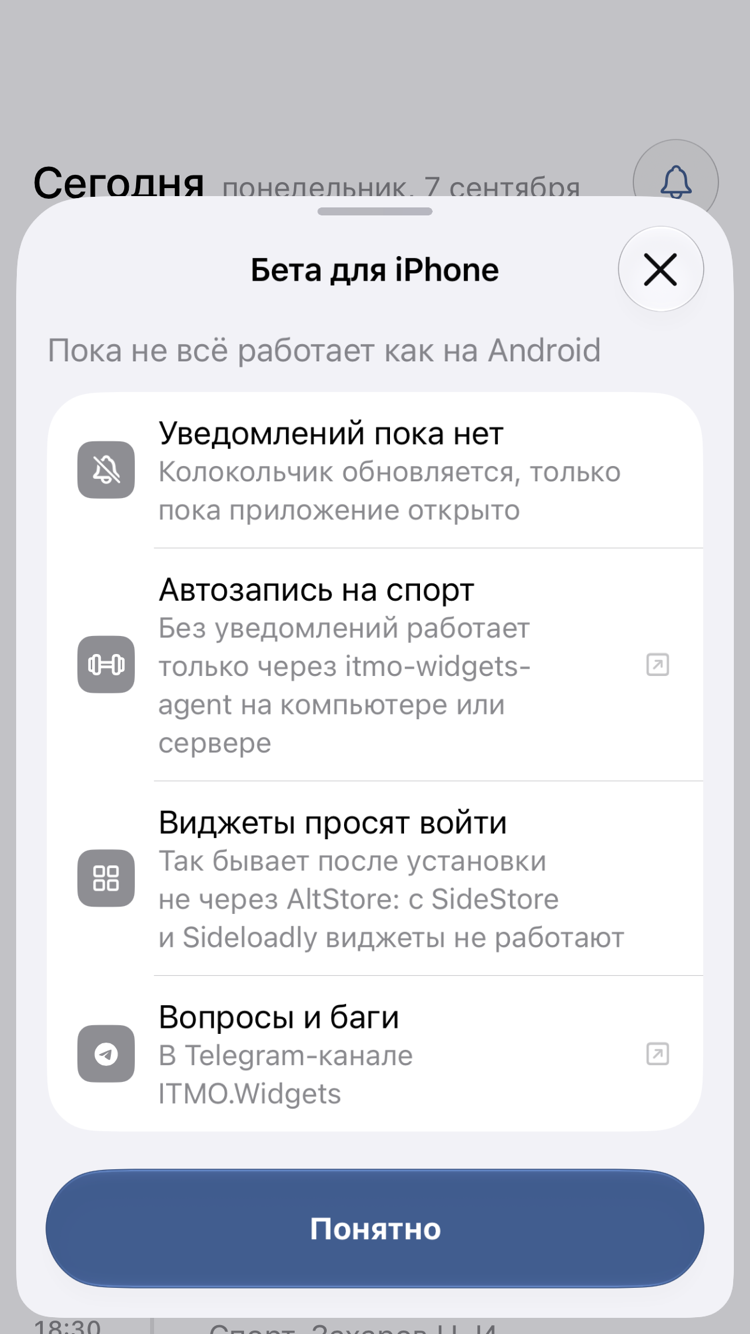 Сегодня понедельник, 7 сентября
Бета для iPhone
Пока не всё работает как на Android
Уведомлений пока нет
Колокольчик обновляется, только
пока приложение открыто
Автозапись на спорт
Без уведомлений работает
только через itmo-widgets-
agent на компьютере или
сервере
Виджеты просят войти
Так бывает после установки
не через AltStore: с SideStore
и Sideloadly виджеты не работают
Вопросы и баги
В Telegram-канале
ITMO.Widgets
Понятно
18:30 Спорт. Захаров Н. И.